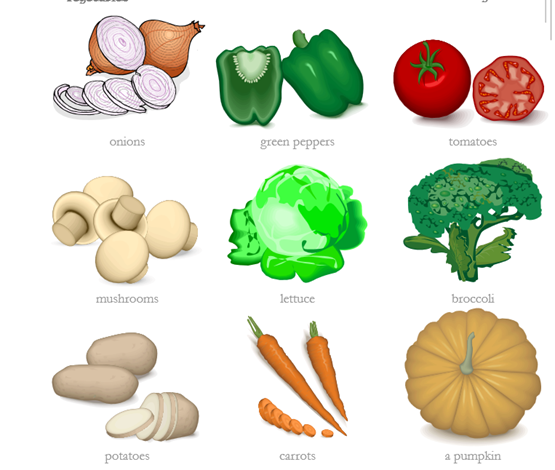 onions
green peppers
tomatoes
mushrooms
lettuce
broccoli
potatoes
carrots
a pumpkin